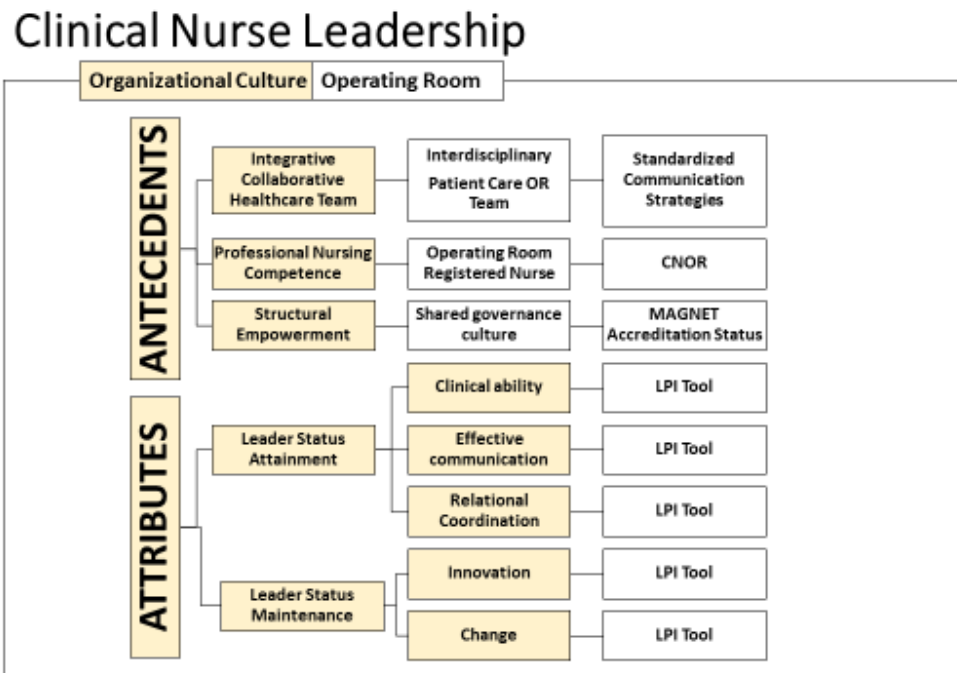 Clinical Nurse Leadership
Organizational Culture
Operating Room
ANTECEDENTS
Integrative
Collaborative
Healthcare Team
Interdisciplinary
Patient Care OR
Team
Standardized
Communication
Strategies
Professional Nursing
Competence
Operating Room
Registered Nurse
CNOR
Structural
Empowerment
Shared governance
culture
MAGNET
Accreditation Status
ATTRIBUTES
Leader Status
Attainment
Clinical ability
LPI Tool
Effective
communication
LPI Tool
Relational
Coordination
LPI Tool
Leader Status
Maintenance
Innovation
LPI Tool
Change
LPI Tool